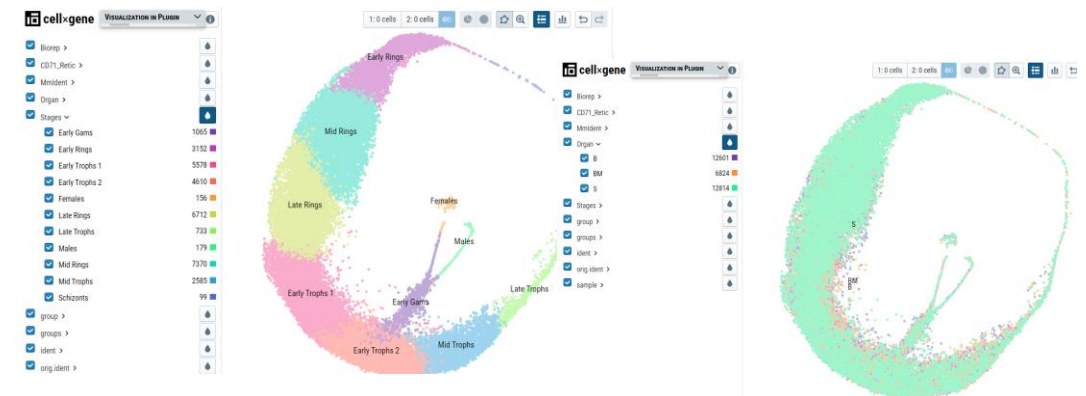 cell×gene VISUALIZATION IN PLUGIN
1: 0 cells 2: 0 cells
Biorep >
CD71_Retic >
MmIdent >
Organ >
Stages
Early Gams 1065
Early Rings 3152
Early Trophs 1 5578
Early Trophs 2 4610
Females 156
Late Rings 6712
Late Trophs 733
Males 179
Mid Rings 7370
Mid Trophs 2585
Schizonts 99
group >
groups >
ident >
orig.ident >
Early Rings
Mid Rings
Late Rings
Females
Males
Early Trophs 1
Early Gams
Late Trophs
Early Trophs 2
Mid Trophs
cell×gene VISUALIZATION IN PLUGIN
1: 0 cells 2: 0 cells
Biorep >
CD71_Retic >
MmIdent >
Organ
B 12601
BM 6824
S 12814
Stages >
group >
groups >
ident >
orig.ident >
sample >
S
BM
B